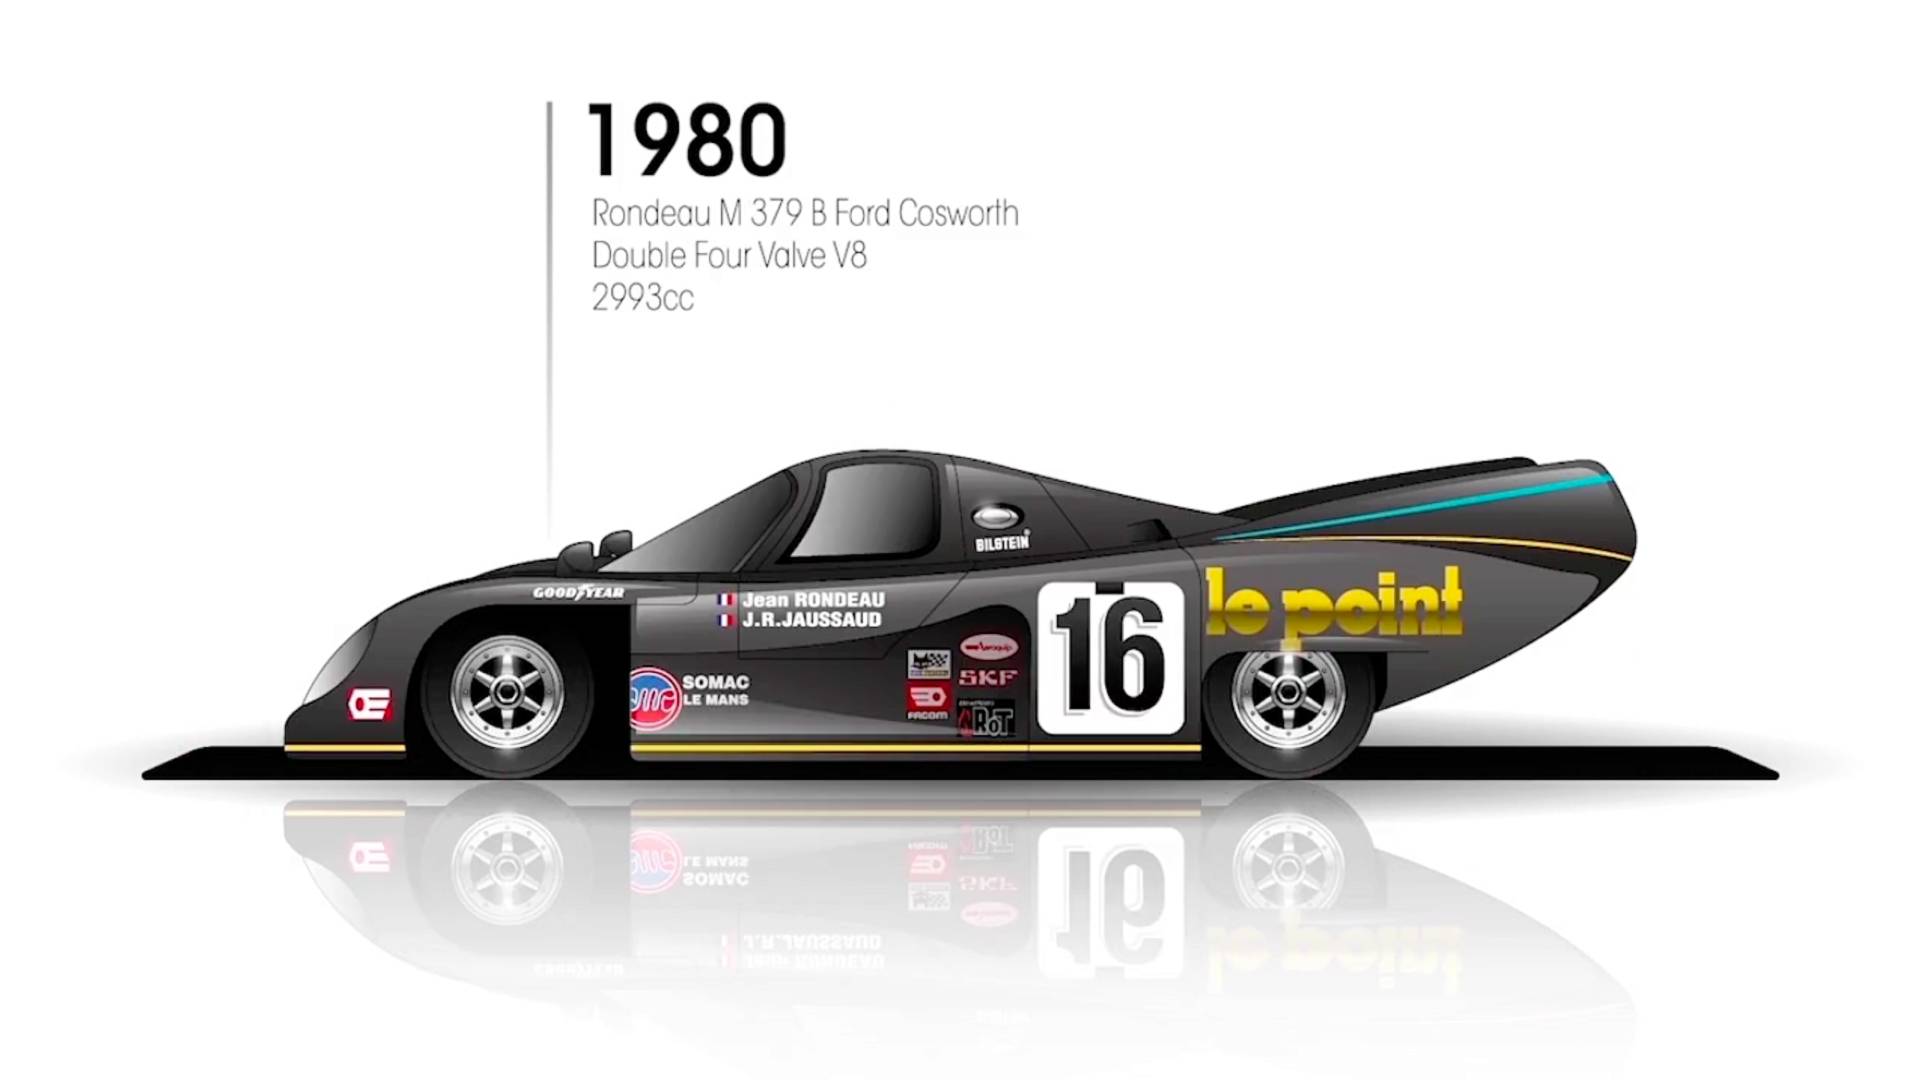 1980
Rondeau M 379 B Ford Cosworth
Double Four Valve V8
2993cc
BILSTEIN
GOODYEAR
Jean RONDEAU
J.R.JAUSSAUD
16
le point
Aeroquip
SKF
SOMAC
LE MANS
FACOM